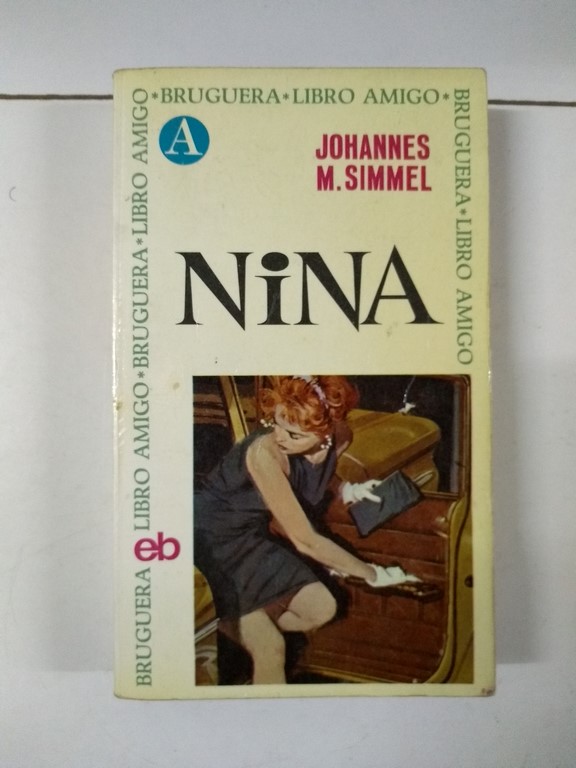 *BRUGUERA*LIBRO AMIGO*
BRUGUERA*LIBRO AMIGO
BRUGUERA*LIBRO AMIGO*BRUGUERA*LIBRO AMIGO
A
JOHANNES
M. SIMMEL
NiNA
eb